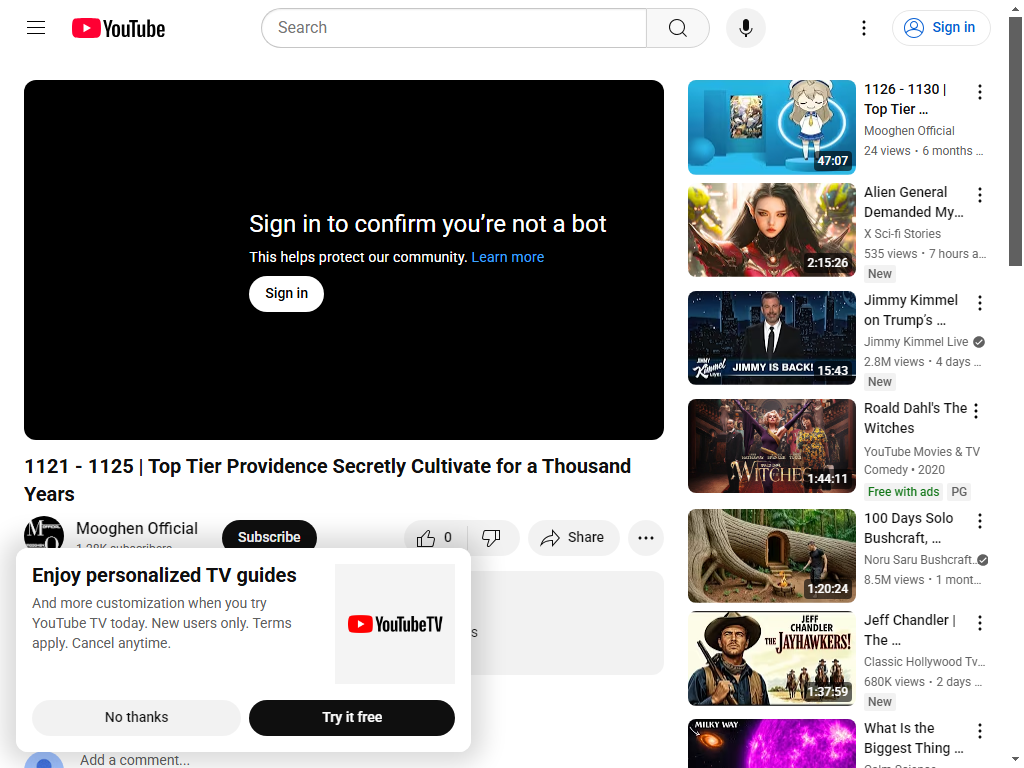 YouTube
Search
Sign in
Sign in to confirm you’re not a bot
This helps protect our community. Learn more
Sign in
1121 - 1125 | Top Tier Providence Secretly Cultivate for a Thousand
Years
Mooghen Official
Subscribe
0
Share
Enjoy personalized TV guides
And more customization when you try
YouTube TV today. New users only. Terms
apply. Cancel anytime.
YouTubeTV
No thanks
Try it free
Add a comment...
47:07
1126 - 1130 |
Top Tier ...
Mooghen Official
24 views • 6 months ...
2:15:26
Alien General
Demanded My...
X Sci-fi Stories
535 views • 7 hours a...
New
JIMMY KIMMEL LIVE!
JIMMY IS BACK!
15:43
Jimmy Kimmel
on Trump’s ...
Jimmy Kimmel Live
2.8M views • 4 days ...
New
WITCHES
1:44:11
Roald Dahl's The
Witches
YouTube Movies & TV
Comedy • 2020
Free with ads
PG
1:20:24
100 Days Solo
Bushcraft, ...
Noru Saru Bushcraft...
8.5M views • 1 mont...
JEFF
CHANDLER
THE JAYHAWKERS!
1:37:59
Jeff Chandler |
The ...
Classic Hollywood Tv...
680K views • 2 days ...
New
MILKY WAY
What Is the
Biggest Thing ...